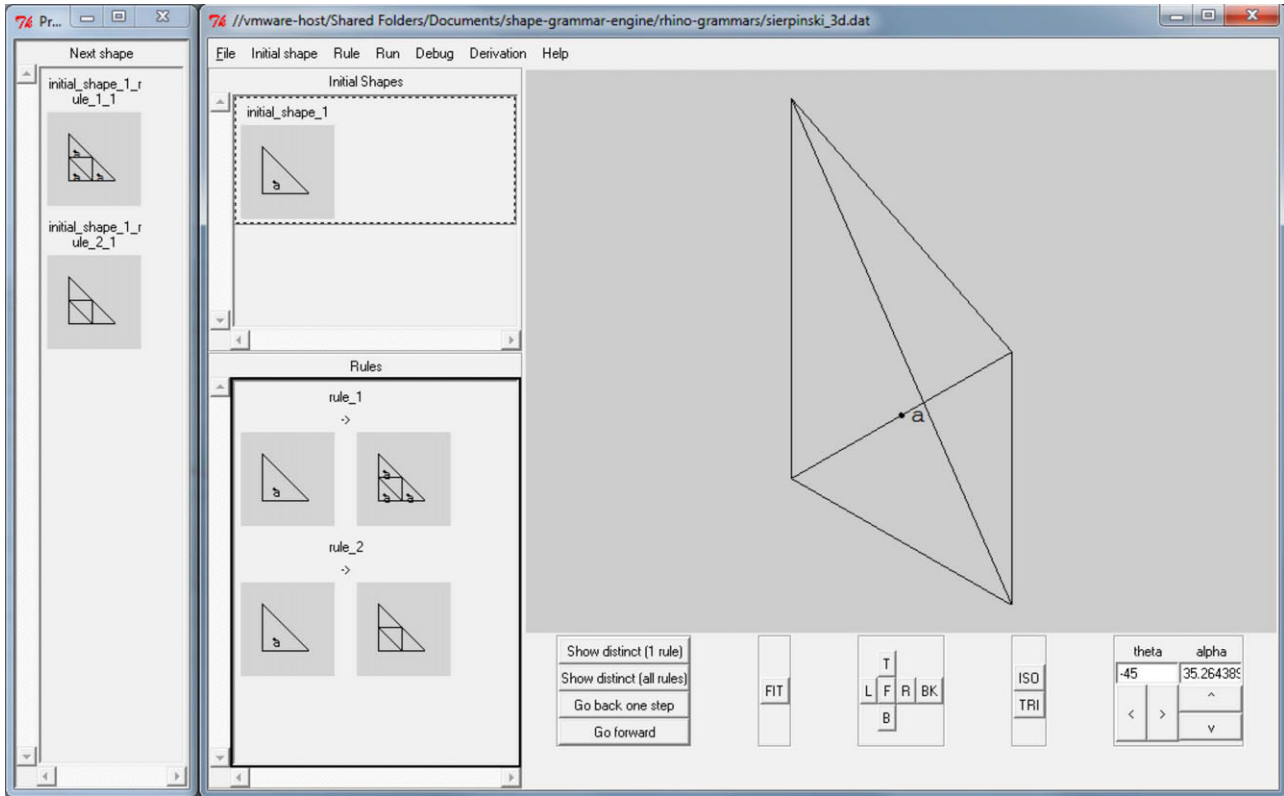 Pr...
Next shape
initial_shape_1_r
ule_1_1
a
a a
initial_shape_1_r
ule_2_1
//vmware-host/Shared Folders/Documents/shape-grammar-engine/rhino-grammars/sierpinski_3d.dat
File Initial shape Rule Run Debug Derivation Help
Initial Shapes
initial_shape_1
a
Rules
rule_1
->
a
a
a a
rule_2
->
a
a
Show distinct (1 rule)
Show distinct (all rules)
Go back one step
Go forward
FIT
T
L F R BK
B
ISO
TRI
theta alpha
-45 35.264389
< > ^
v